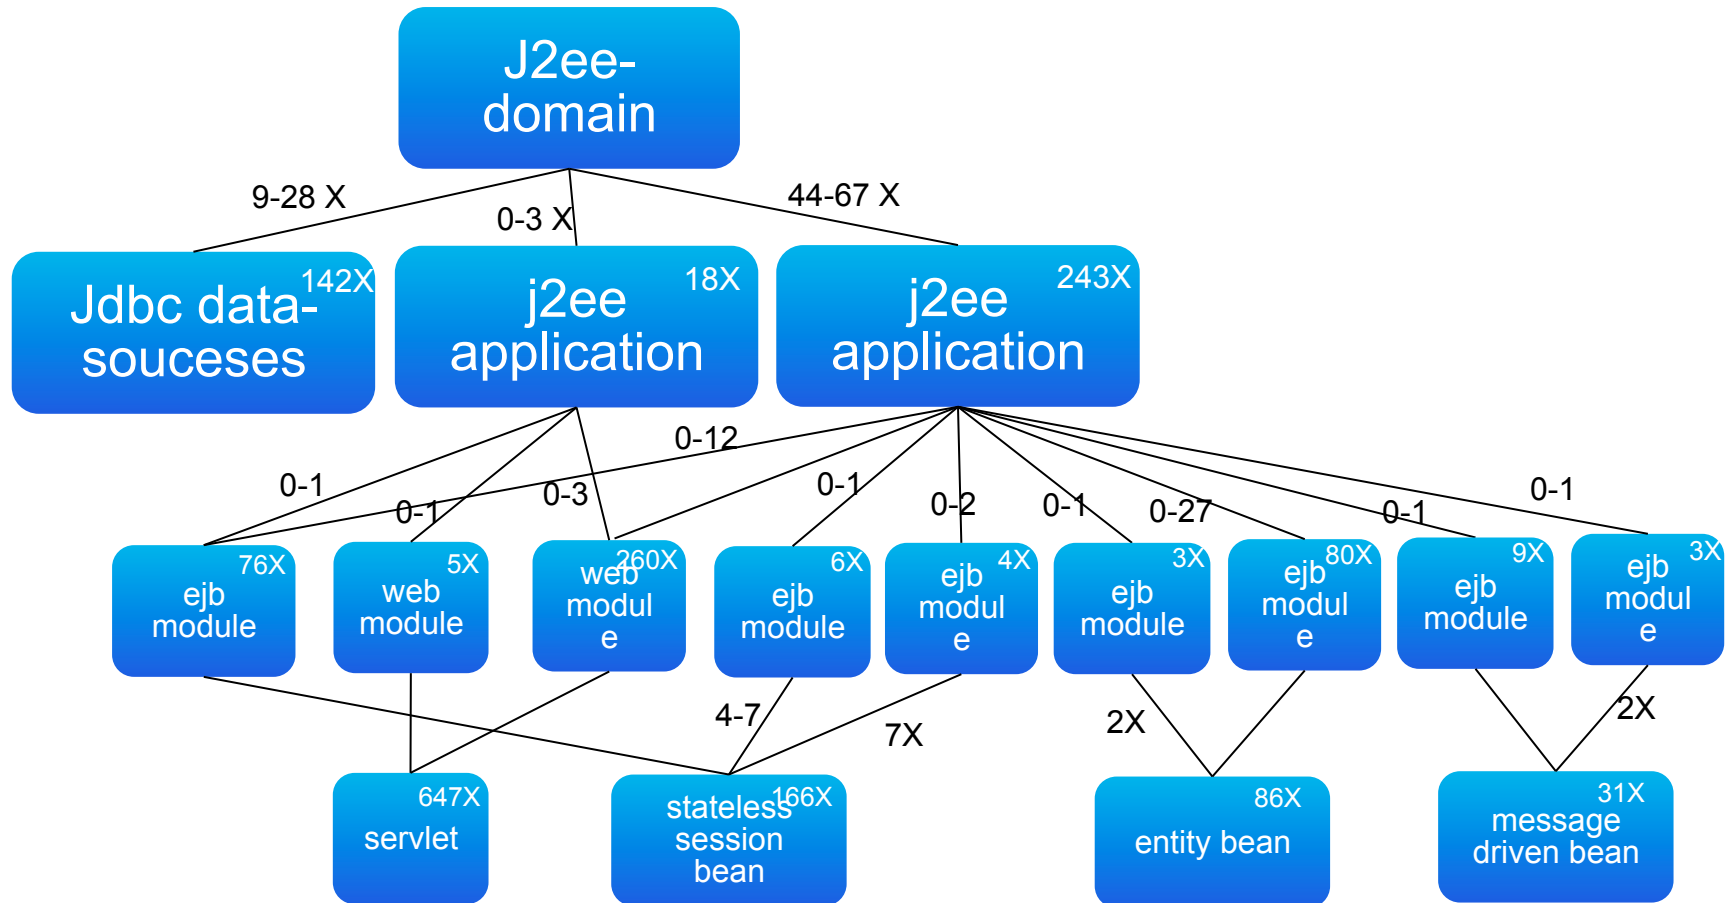 J2ee-
domain
9-28 X
0-3 X
44-67 X
142X
Jdbc data-
souceses
18X
j2ee
application
243X
j2ee
application
0-1
0-1
0-3
0-12
0-1
0-2
0-1
0-27
0-1
0-1
76X
ejb
module
5X
web
module
260X
web
modul
e
6X
ejb
module
4X
ejb
modul
e
3X
ejb
module
80X
ejb
modul
e
9X
ejb
module
3X
ejb
modul
e
4-7
7X
2X
2X
647X
servlet
166X
stateless
session
bean
86X
entity bean
31X
message
driven bean